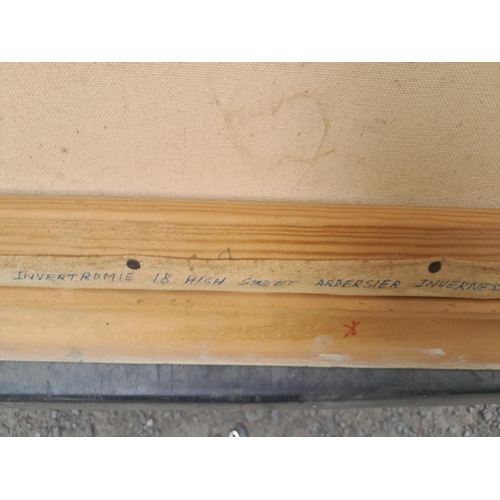 INVERTROMIE 18 HIGH STREET ARDERSIER INVERNESS